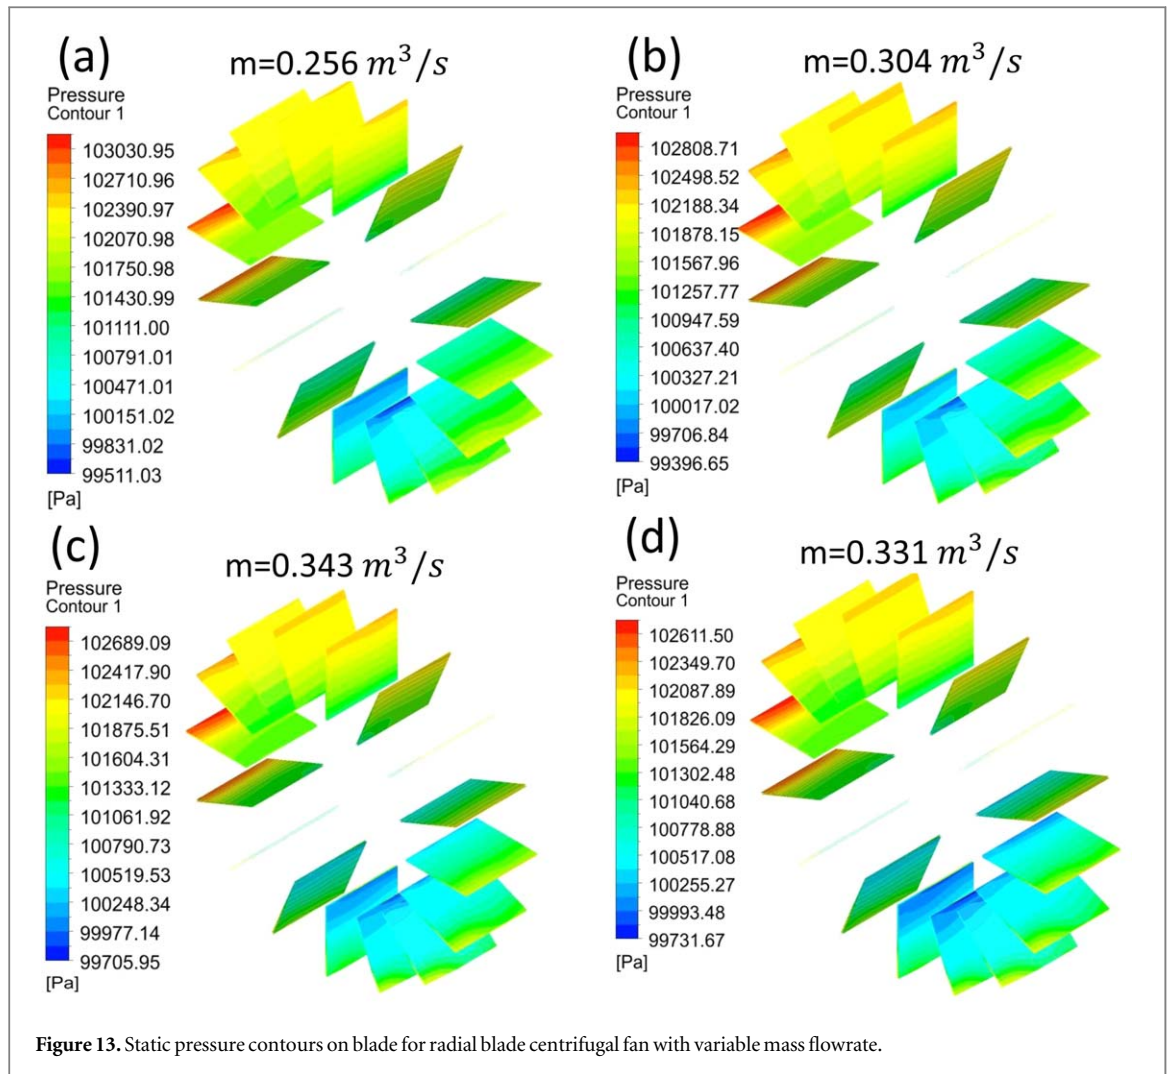 (a)
m=0.256 m³/s
Pressure
Contour 1
103030.95
102710.96
102390.97
102070.98
101750.98
101430.99
101111.00
100791.01
100471.01
100151.02
99831.02
99511.03
[Pa]
(b)
m=0.304 m³/s
Pressure
Contour 1
102808.71
102498.52
102188.34
101878.15
101567.96
101257.77
100947.59
100637.40
100327.21
100017.02
99706.84
99396.65
[Pa]
(c)
m=0.343 m³/s
Pressure
Contour 1
102689.09
102417.90
102146.70
101875.51
101604.31
101333.12
101061.92
100790.73
100519.53
100248.34
99977.14
99705.95
[Pa]
(d)
m=0.331 m³/s
Pressure
Contour 1
102611.50
102349.70
102087.89
101826.09
101564.29
101302.48
101040.68
100778.88
100517.08
100255.27
99993.48
99731.67
[Pa]
Figure 13. Static pressure contours on blade for radial blade centrifugal fan with variable mass flowrate.